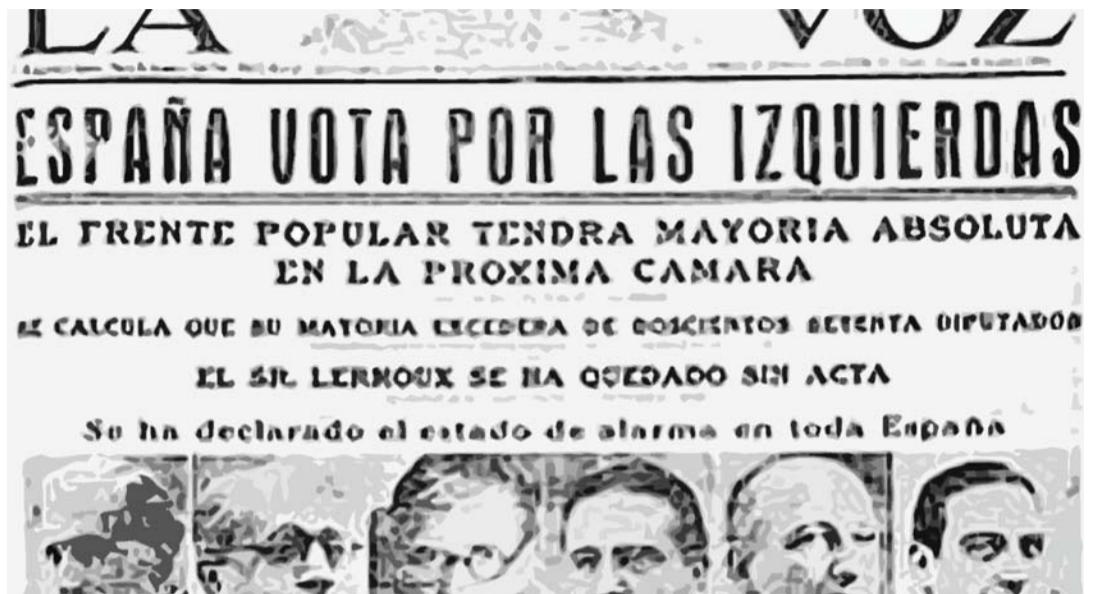 LA VOZ
ESPAÑA VOTA POR LAS IZQUIERDAS
EL FRENTE POPULAR TENDRA MAYORIA ABSOLUTA
EN LA PROXIMA CAMARA
SE CALCULA QUE SU MAYORIA EXCEDERA DE DOSCIENTOS SETENTA DIPUTADOS
EL SR. LERROUX SE HA QUEDADO SIN ACTA
Se ha declarado el estado de alarma en toda España